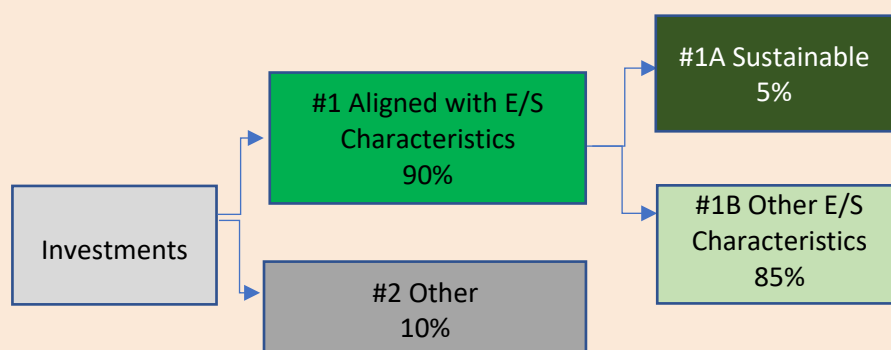 Investments
#1 Aligned with E/S
Characteristics
90%
#2 Other
10%
#1A Sustainable
5%
#1B Other E/S
Characteristics
85%